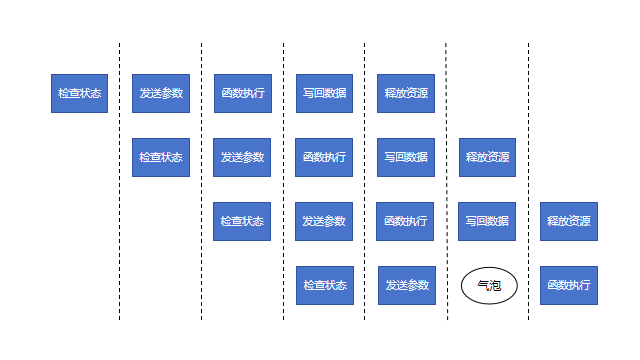 检查状态 发送参数 函数执行 写回数据 释放资源
检查状态 发送参数 函数执行 写回数据 释放资源
检查状态 发送参数 函数执行 写回数据 释放资源
检查状态 发送参数 气泡 函数执行